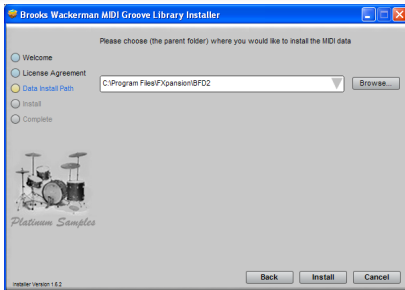 Brooks Wackerman MIDI Groove Library Installer
Please choose (the parent folder) where you would like to install the MIDI data
Welcome
License Agreement
Data Install Path
Install
Complete
C:\Program Files\FXpansion\BFD2
Browse...
Platinum Samples
Back
Install
Cancel
Installer Version 1.6.2